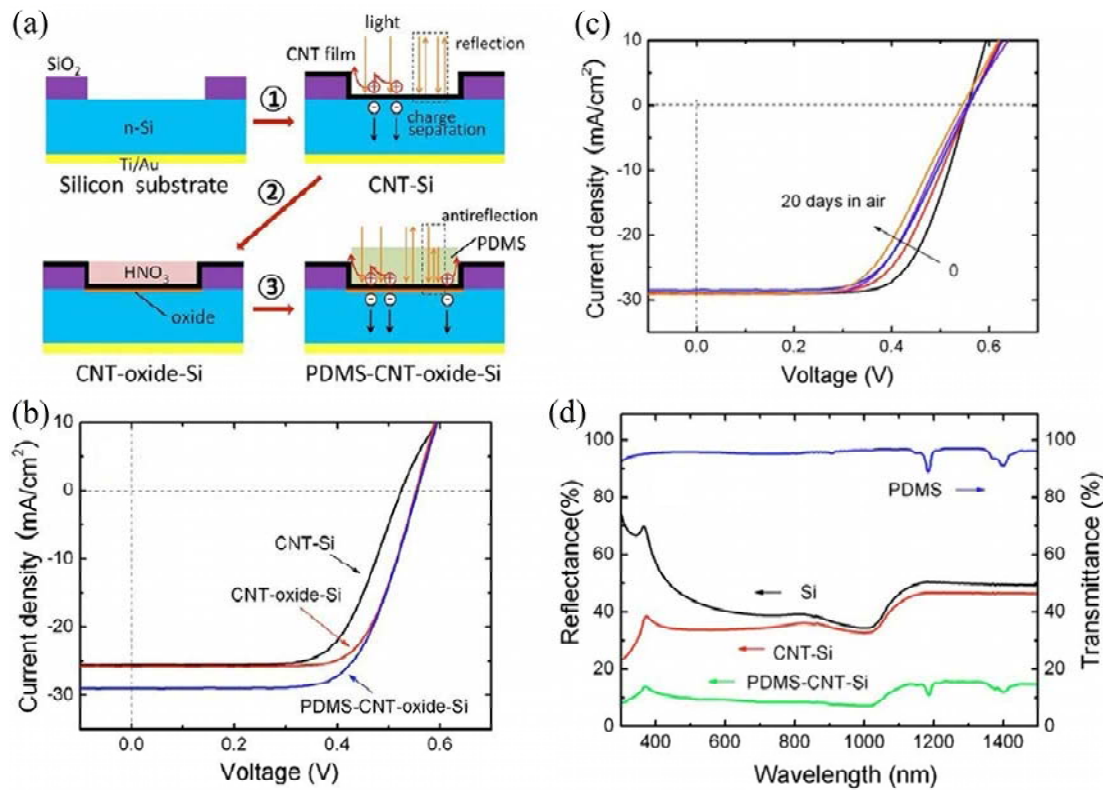 (a)
light
CNT film
reflection
SiO2
①
n-Si
charge
separation
Ti/Au
Silicon substrate
②
CNT-Si
antireflection
PDMS
HNO3
③
oxide
CNT-oxide-Si
PDMS-CNT-oxide-Si
(c)
10
0
-10
-20
-30
20 days in air
0
0.0
0.2
0.4
0.6
Current density (mA/cm2)
Voltage (V)
(b)
10
0
-10
-20
-30
CNT-Si
CNT-oxide-Si
PDMS-CNT-oxide-Si
0.0
0.2
0.4
0.6
Current density (mA/cm2)
Voltage (V)
(d)
100
80
60
40
20
0
PDMS
Si
CNT-Si
PDMS-CNT-Si
100
80
60
40
20
0
400
600
800
1000
1200
1400
Reflectance(%)
Transmittance (%)
Wavelength (nm)